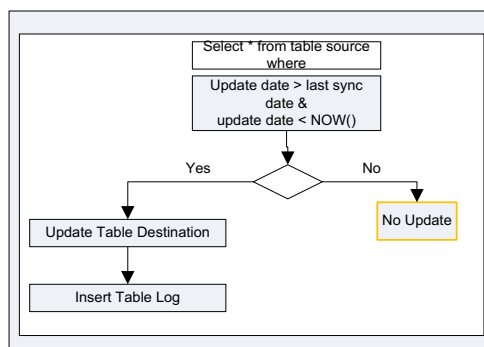 Select * from table source
where
Update date > last sync
date &
update date < NOW()
Yes
No
No Update
Update Table Destination
Insert Table Log